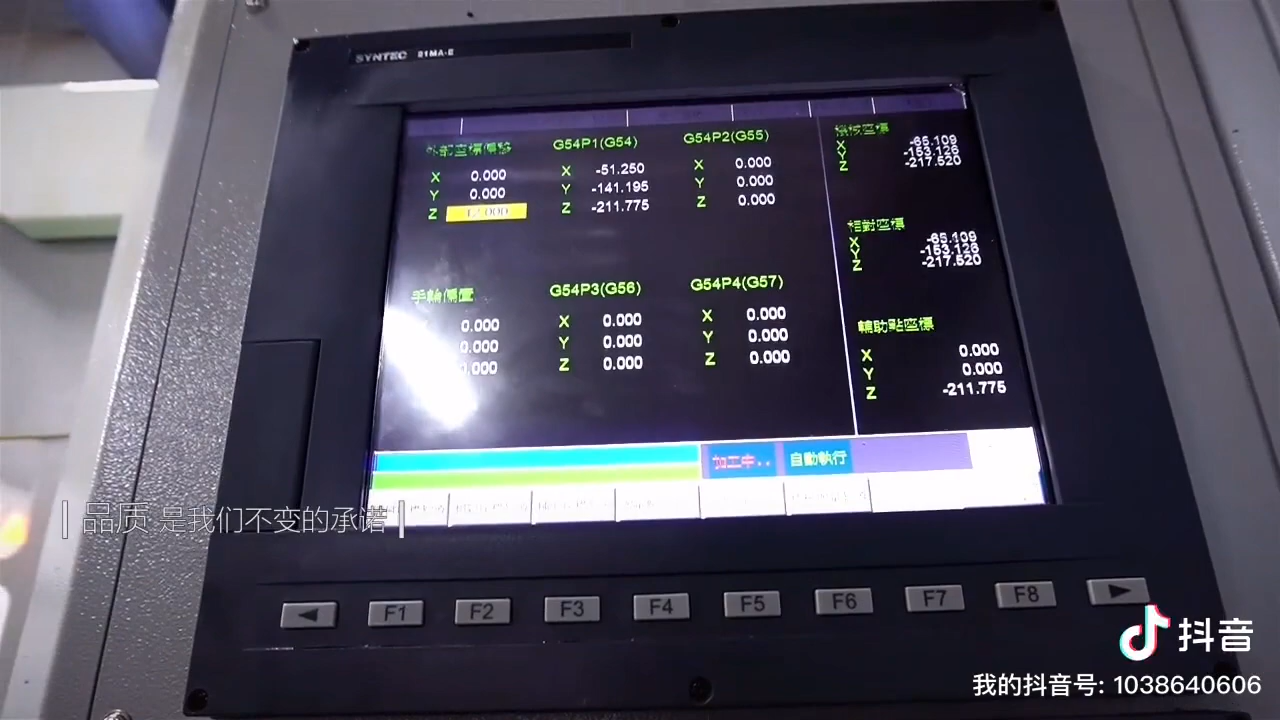 SYNTEC 21MA-E
外部座標偏移
X 0.000
Y 0.000
Z
G54P1(G54)
X -51.250
Y -141.195
Z -211.775
G54P2(G55)
X 0.000
Y 0.000
Z 0.000
機械座標
X -65.109
Y -153.126
Z -217.520
手輪偏置
0.000
0.000
0.000
G54P3(G56)
X 0.000
Y 0.000
Z 0.000
G54P4(G57)
X 0.000
Y 0.000
Z 0.000
相對座標
X -65.109
Y -153.126
Z -217.520
輔助點座標
X 0.000
Y 0.000
Z -211.775
加工中..
自動執行
品质 是我们不变的承诺
F1 F2 F3 F4 F5 F6 F7 F8
抖音
我的抖音号: 1038640606